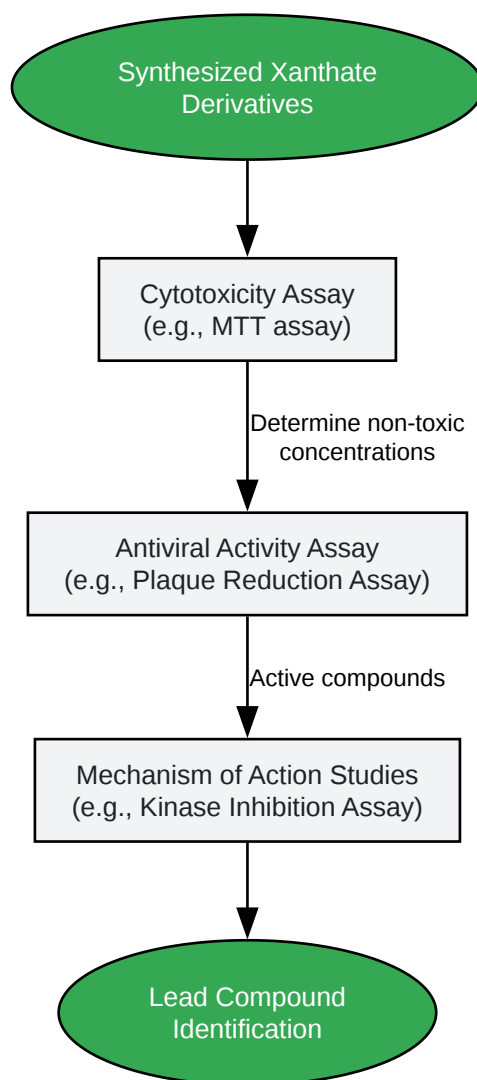 Synthesized Xanthate
Derivatives
Cytotoxicity Assay
(e.g., MTT assay)
Determine non-toxic
concentrations
Antiviral Activity Assay
(e.g., Plaque Reduction Assay)
Active compounds
Mechanism of Action Studies
(e.g., Kinase Inhibition Assay)
Lead Compound
Identification